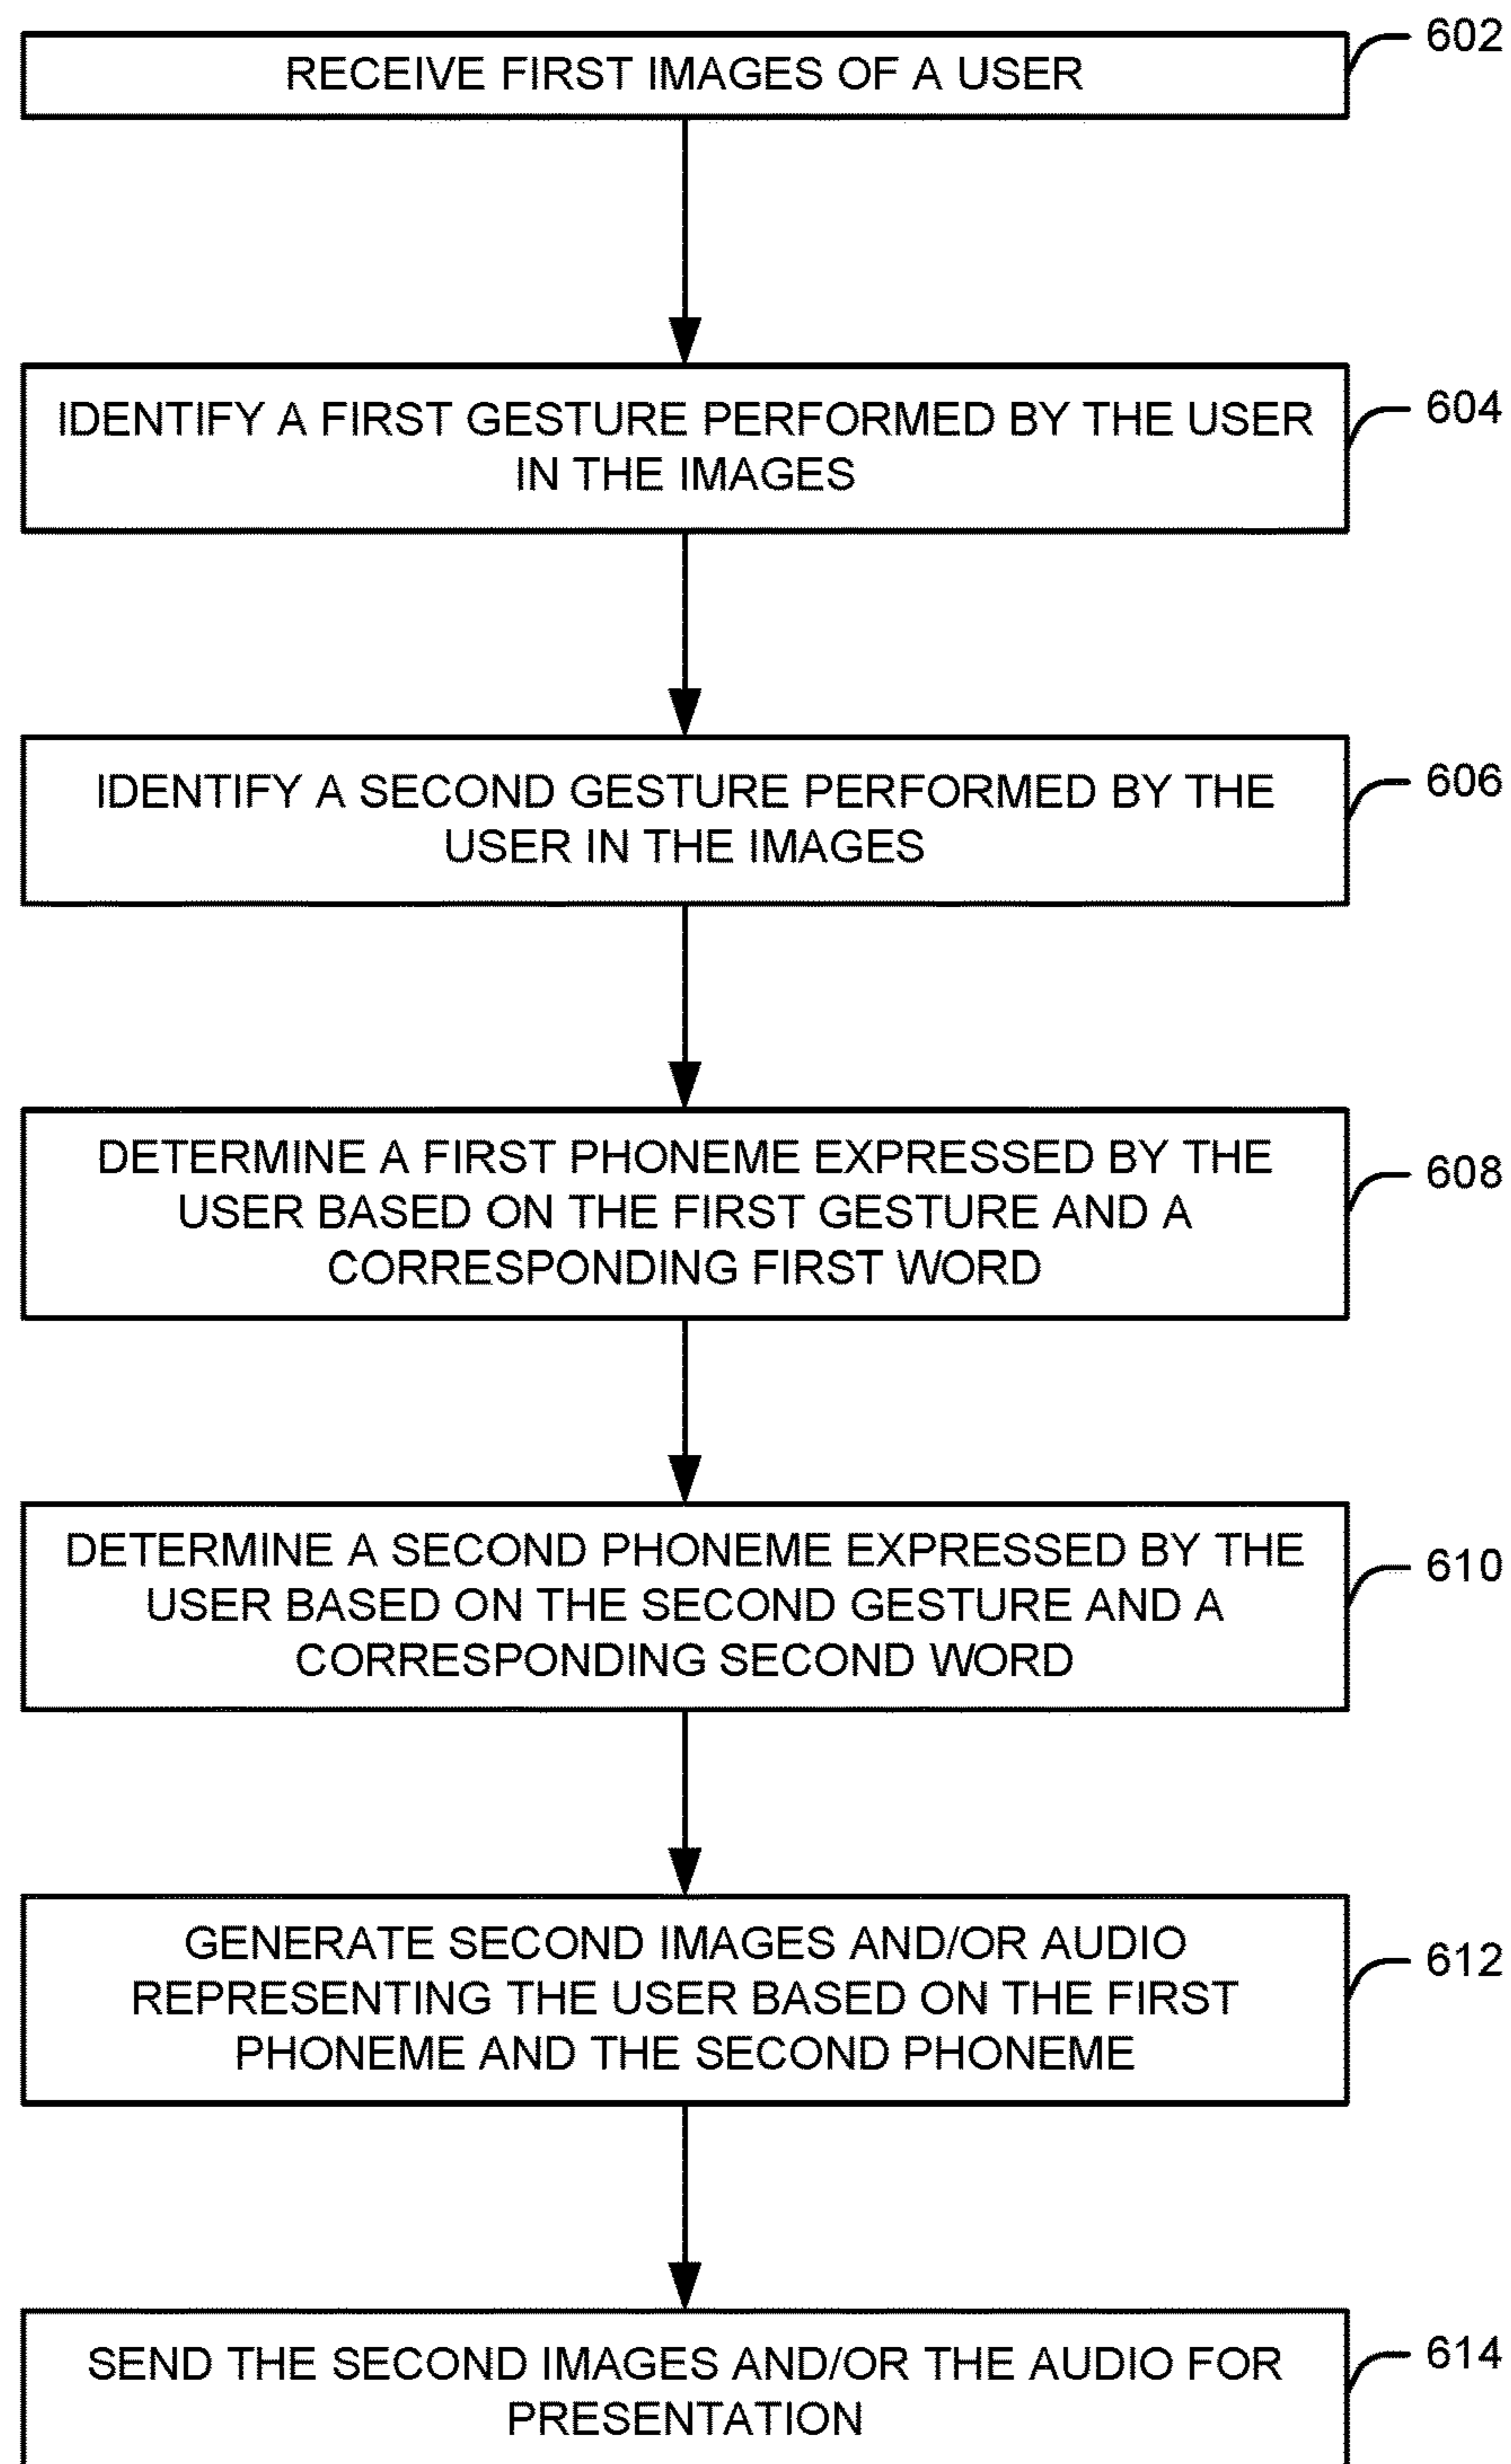 RECEIVE FIRST IMAGES OF A USER
602
IDENTIFY A FIRST GESTURE PERFORMED BY THE USER
IN THE IMAGES
604
IDENTIFY A SECOND GESTURE PERFORMED BY THE
USER IN THE IMAGES
606
DETERMINE A FIRST PHONEME EXPRESSED BY THE
USER BASED ON THE FIRST GESTURE AND A
CORRESPONDING FIRST WORD
608
DETERMINE A SECOND PHONEME EXPRESSED BY THE
USER BASED ON THE SECOND GESTURE AND A
CORRESPONDING SECOND WORD
610
GENERATE SECOND IMAGES AND/OR AUDIO
REPRESENTING THE USER BASED ON THE FIRST
PHONEME AND THE SECOND PHONEME
612
SEND THE SECOND IMAGES AND/OR THE AUDIO FOR
PRESENTATION
614